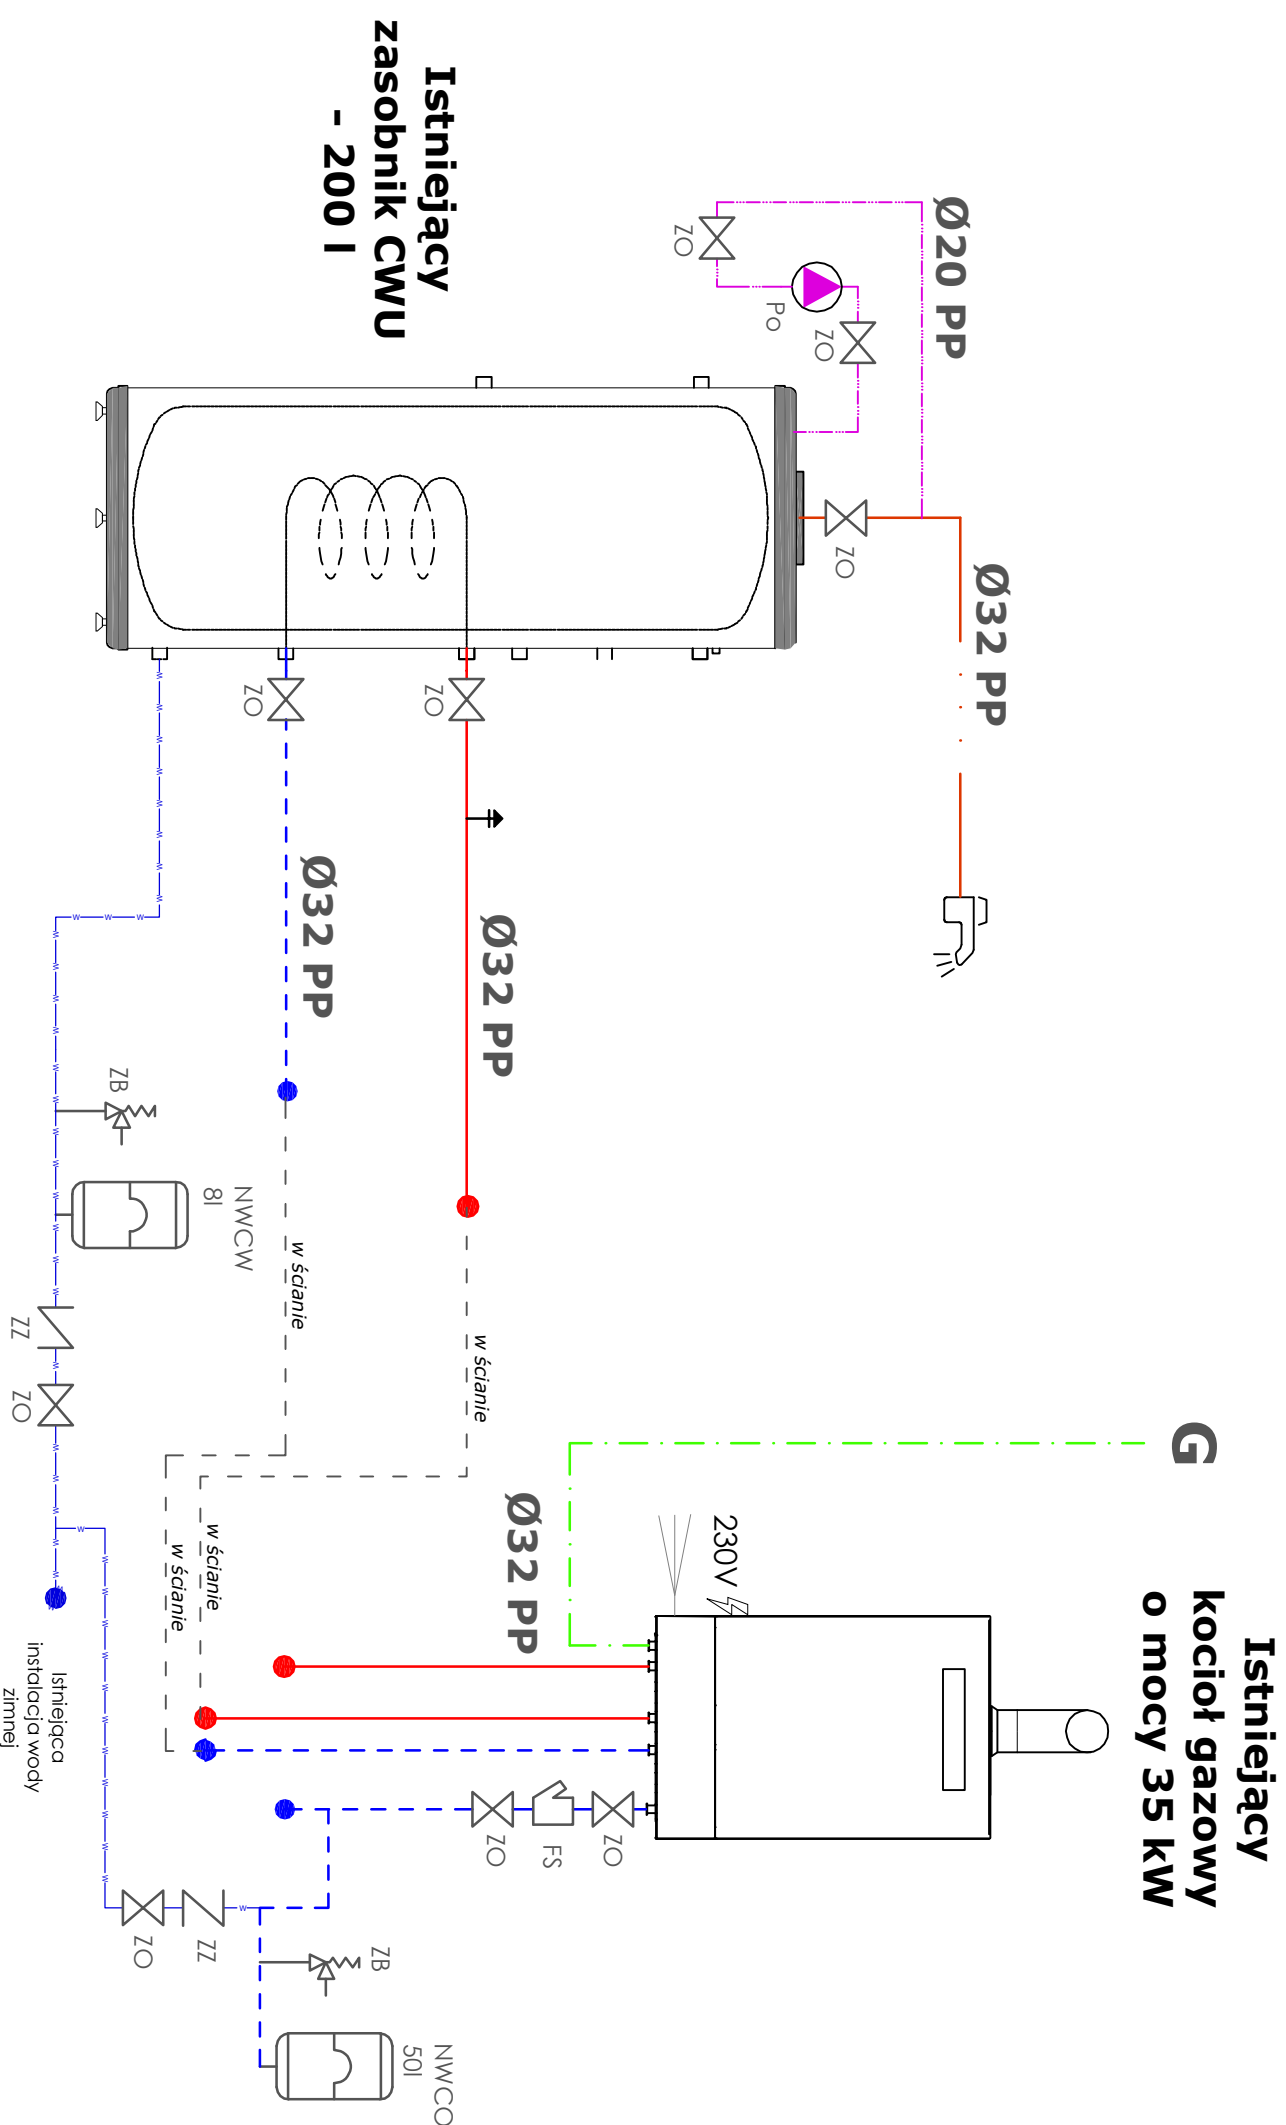 Istniejący
zasobnik CWU
- 200 l
Ø20 PP
ZO
Po
ZO
ZO
Ø32 PP
ZO
ZO
Ø32 PP
Ø32 PP
ZB
NWCW
8l
ZZ
ZO
w ścianie
w ścianie
w ścianie
w ścianie
G
Ø32 PP
230V
Istniejący
kocioł gazowy
o mocy 35 kW
Istniejąca
instalacja wody
zimnej
ZO
FS
ZO
ZO
ZZ
ZB
NWCO
50l